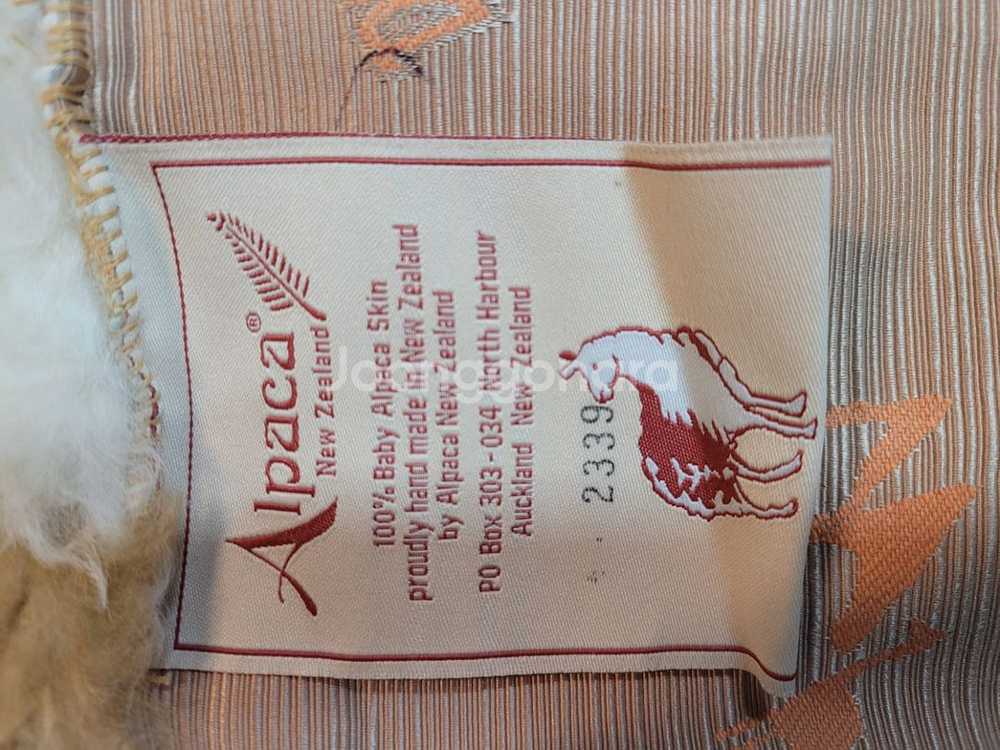 Alpaca®
New Zealand
100% Baby Alpaca Skin
proudly hand made in New Zealand
by Alpaca New Zealand
PO Box 303-034 North Harbour
Auckland New Zealand
2339
Joonggonara